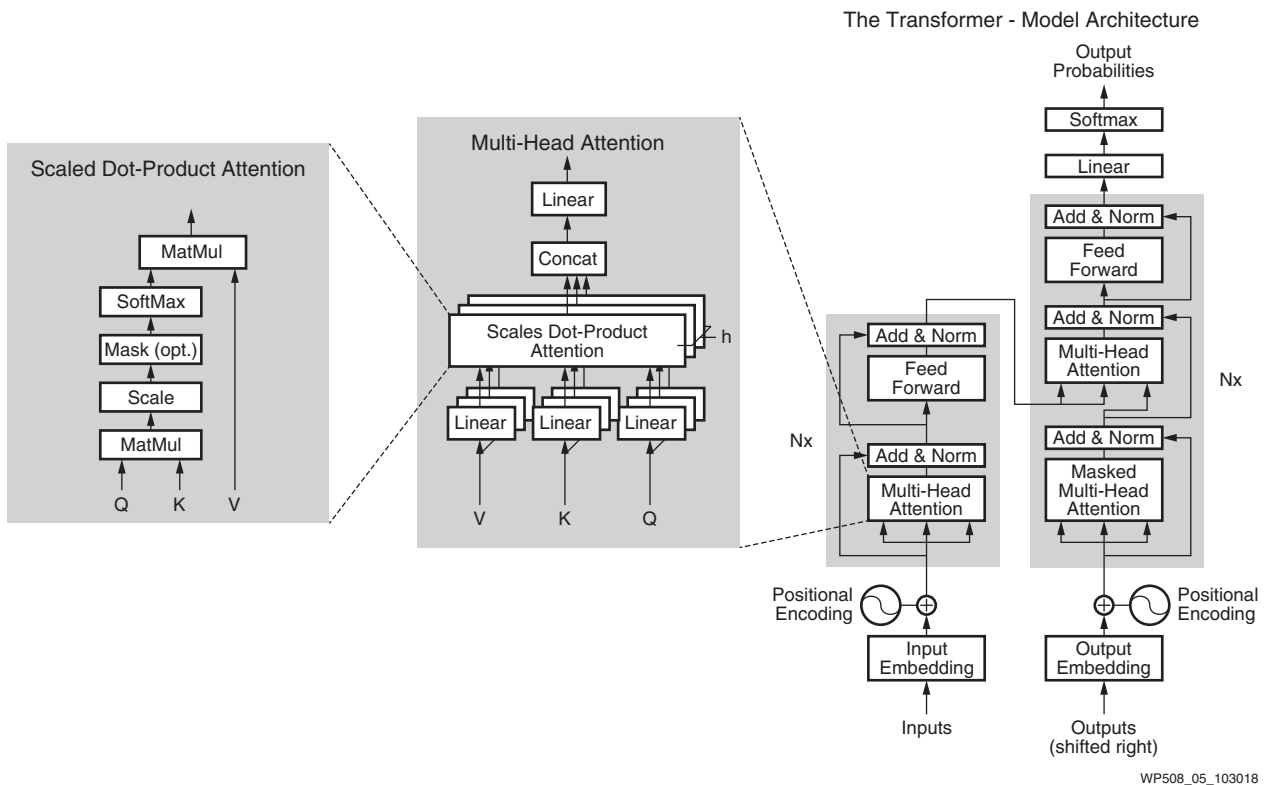 The Transformer - Model Architecture
Scaled Dot-Product Attention
MatMul
SoftMax
Mask (opt.)
Scale
MatMul
Q
K
V
Multi-Head Attention
Linear
Concat
Scales Dot-Product
Attention
h
Linear
Linear
Linear
V
K
Q
Nx
Add & Norm
Feed
Forward
Add & Norm
Multi-Head
Attention
Positional
Encoding
+
Input
Embedding
Inputs
Output
Probabilities
Softmax
Linear
Add & Norm
Feed
Forward
Add & Norm
Multi-Head
Attention
Nx
Add & Norm
Masked
Multi-Head
Attention
+
Positional
Encoding
Output
Embedding
Outputs
(shifted right)
WP508_05_103018